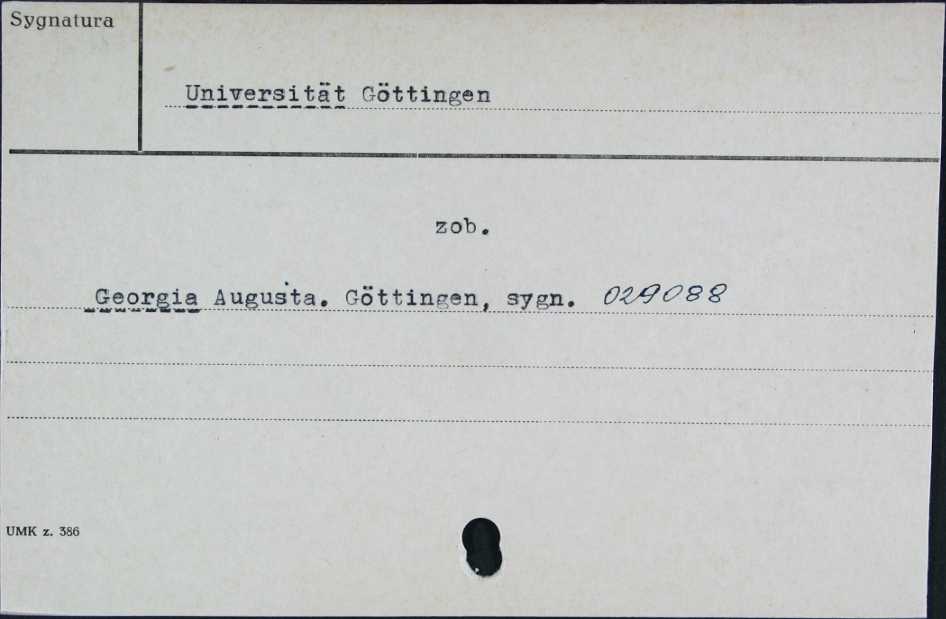 Sygnatura
Universität Göttingen
zob.
Georgia Augusta. Göttingen, sygn. 029088
UMK z. 386